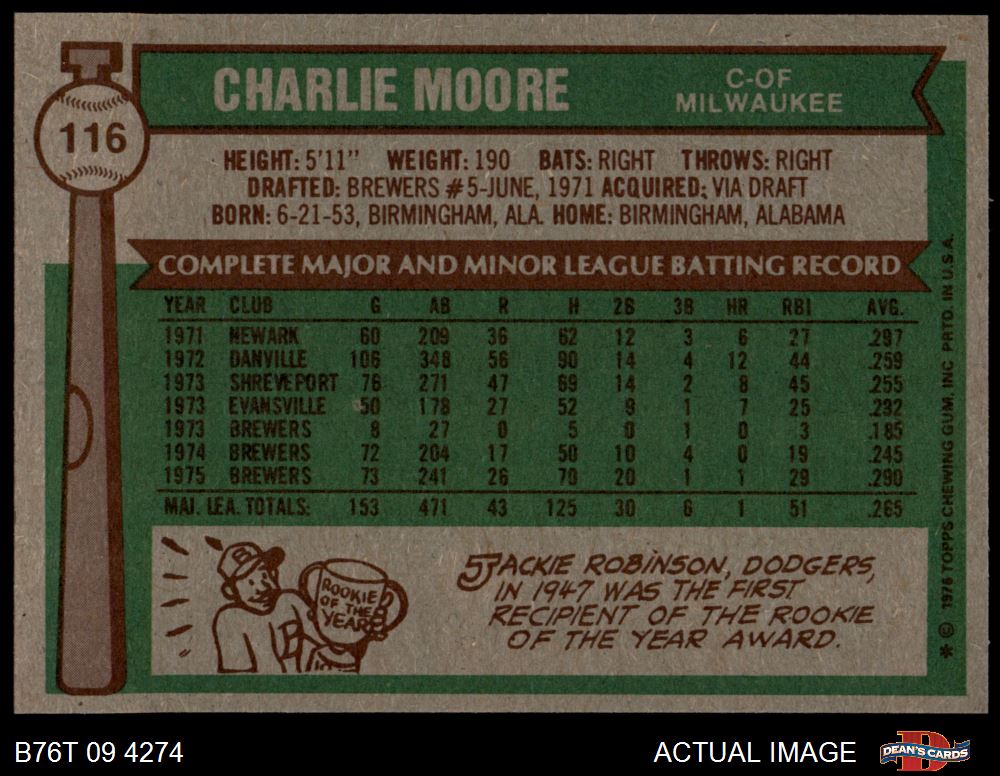 116
CHARLIE MOORE
C-OF
MILWAUKEE
HEIGHT: 5'11" WEIGHT: 190 BATS: RIGHT THROWS: RIGHT
DRAFTED: BREWERS #5-JUNE, 1971 ACQUIRED: VIA DRAFT
BORN: 6-21-53, BIRMINGHAM, ALA. HOME: BIRMINGHAM, ALABAMA
COMPLETE MAJOR AND MINOR LEAGUE BATTING RECORD
YEAR CLUB G AB R H 2B 3B HR RBI AVG.
1971 NEWARK 60 209 36 62 12 3 6 27 .297
1972 DANVILLE 106 348 56 90 14 4 12 44 .259
1973 SHREVEPORT 76 271 47 69 14 2 8 45 .255
1973 EVANSVILLE 50 178 27 52 9 1 7 25 .292
1973 BREWERS 8 27 0 5 0 1 0 3 .185
1974 BREWERS 72 204 17 50 10 4 0 19 .245
1975 BREWERS 73 241 26 70 20 1 1 29 .290
MAJ. LEA. TOTALS: 153 471 43 125 30 6 1 51 .265
ROOKIE
OF THE
YEAR
JACKIE ROBINSON, DODGERS,
IN 1947 WAS THE FIRST
RECIPIENT OF THE ROOKIE
OF THE YEAR AWARD.
* © 1976 TOPPS CHEWING GUM, INC PRTD. IN U.S.A.
B76T 09 4274
ACTUAL IMAGE
DEAN'S CARDS